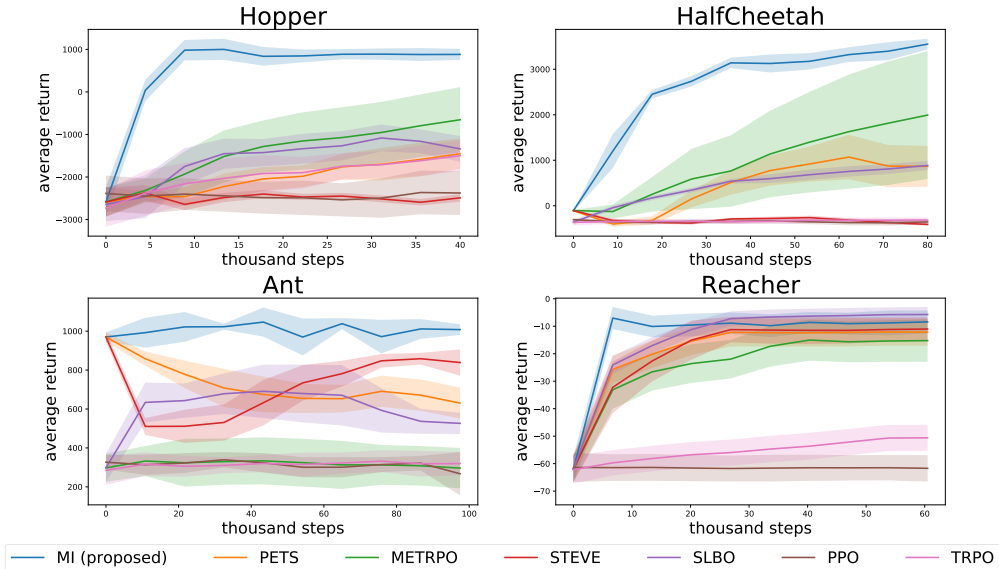 Hopper
HalfCheetah
average return
1000
0
−1000
−2000
−3000
0 5 10 15 20 25 30 35 40
thousand steps
average return
3000
2000
1000
0
0 10 20 30 40 50 60 70 80
thousand steps
Ant
Reacher
average return
1000
800
600
400
200
0 20 40 60 80 100
thousand steps
average return
0
−10
−20
−30
−40
−50
−60
−70
0 10 20 30 40 50 60
thousand steps
MI (proposed) PETS METRPO STEVE SLBO PPO TRPO